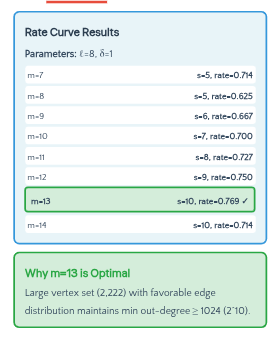 Rate Curve Results
Parameters: ℓ=8, δ=1
m=7 s=5, rate=0.714
m=8 s=5, rate=0.625
m=9 s=6, rate=0.667
m=10 s=7, rate=0.700
m=11 s=8, rate=0.727
m=12 s=9, rate=0.750
m=13 s=10, rate=0.769 ✓
m=14 s=10, rate=0.714
Why m=13 is Optimal
Large vertex set (2,222) with favorable edge
distribution maintains min out-degree ≥ 1024 (2^10).